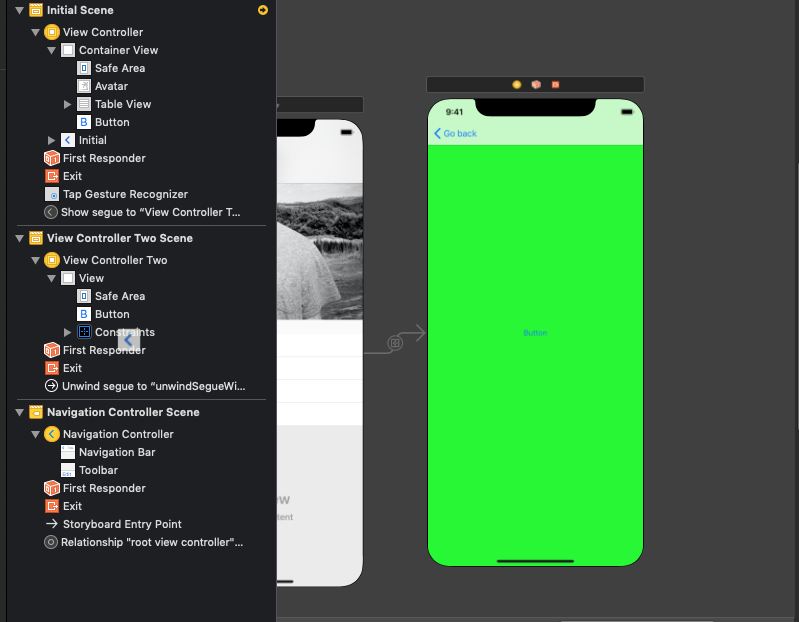 Initial Scene
View Controller
Container View
Safe Area
Avatar
Table View
B Button
Initial
First Responder
Exit
Tap Gesture Recognizer
Show segue to “View Controller T...
View Controller Two Scene
View Controller Two
View
Safe Area
B Button
Constraints
First Responder
Exit
Unwind segue to “unwindSegueWi...
Navigation Controller Scene
Navigation Controller
Navigation Bar
Toolbar
First Responder
Exit
Storyboard Entry Point
Relationship "root view controller"...
ew
tent
9:41
Go back
Button